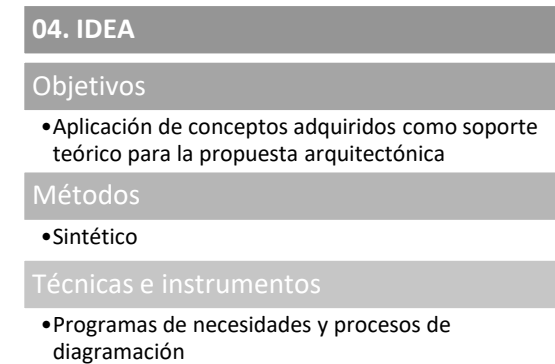 04. IDEA
Objetivos
•Aplicación de conceptos adquiridos como soporte
teórico para la propuesta arquitectónica
Métodos
•Sintético
Técnicas e instrumentos
•Programas de necesidades y procesos de
diagramación